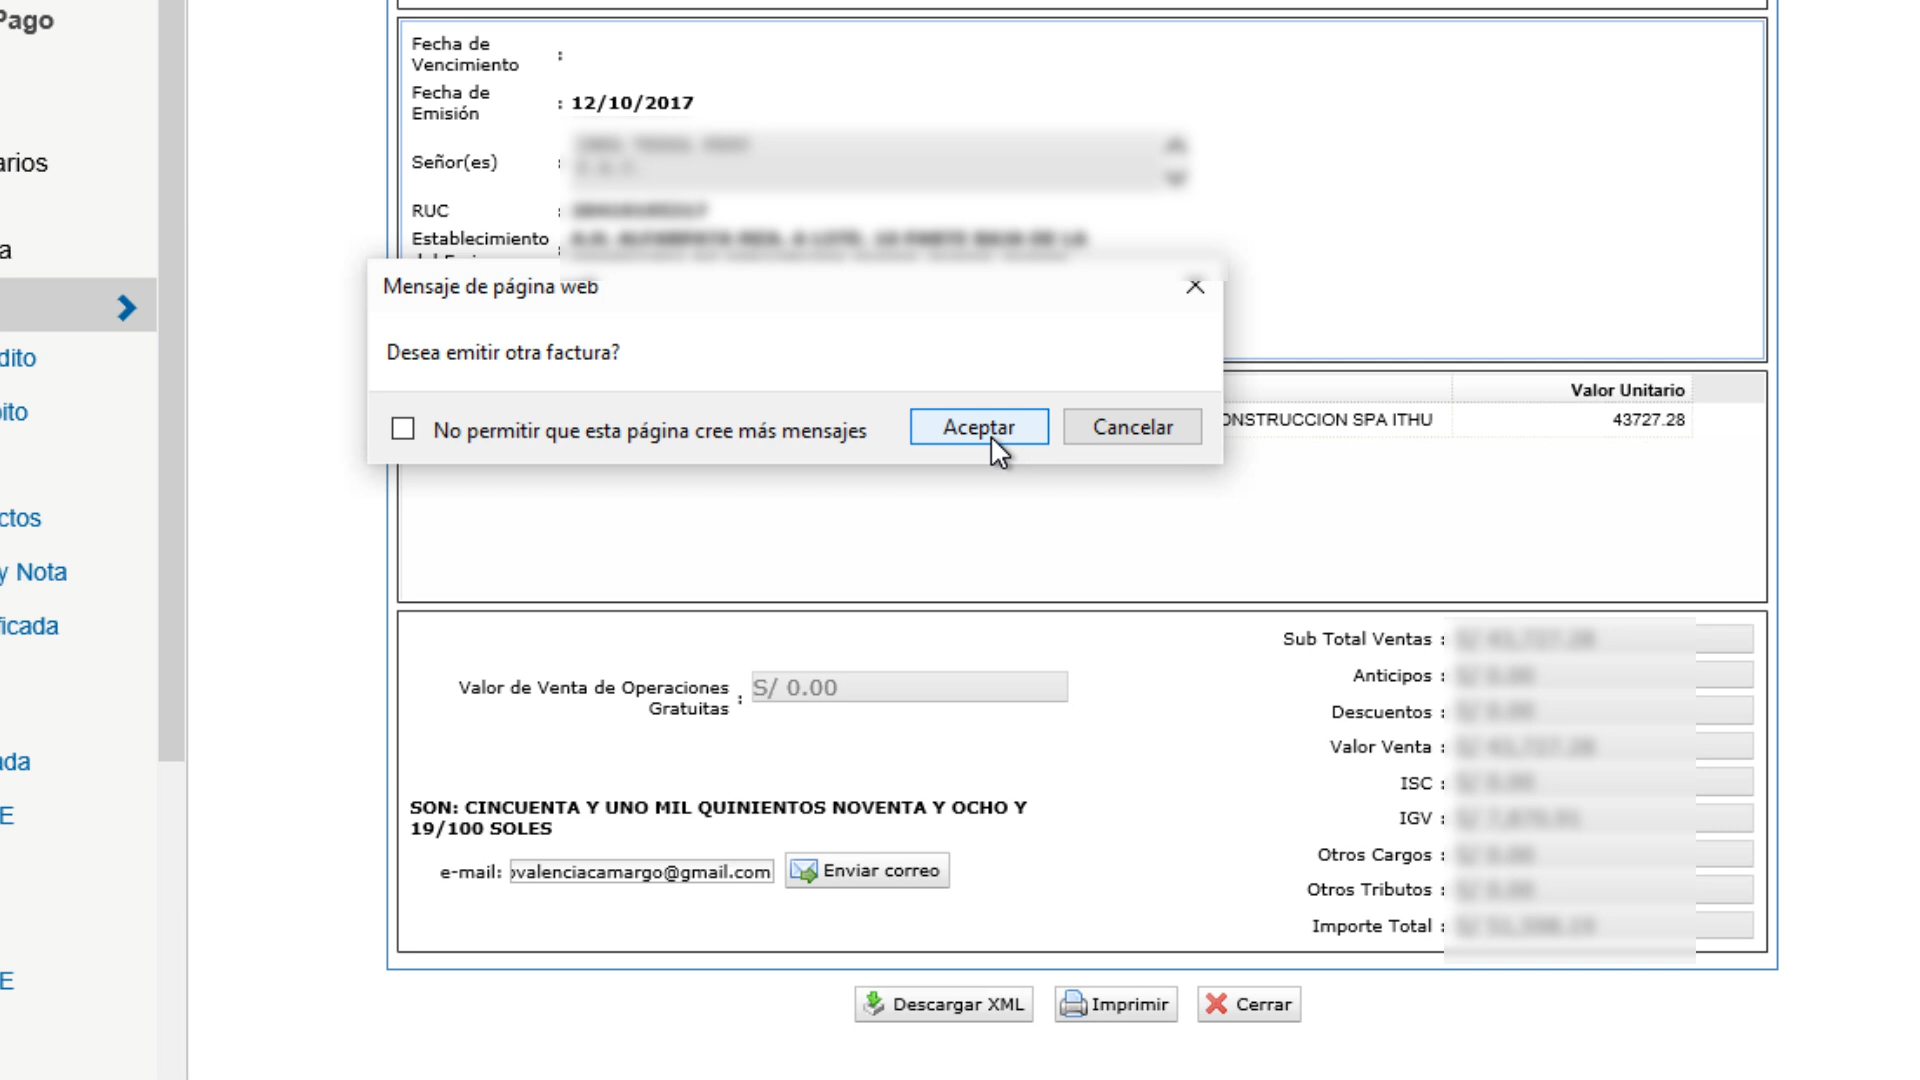 Pago
Fecha de
Vencimiento :
Fecha de
Emisión : 12/10/2017
arios
Señor(es) :
RUC :
a
Establecimiento :
Mensaje de página web
Desea emitir otra factura?
No permitir que esta página cree más mensajes Aceptar Cancelar
dito
ito
ctos
y Nota
icada
ada
E
E
Valor Unitario
ONSTRUCCION SPA ITHU 43727.28
Valor de Venta de Operaciones
Gratuitas : S/ 0.00
SON: CINCUENTA Y UNO MIL QUINIENTOS NOVENTA Y OCHO Y
19/100 SOLES
e-mail: valenciacamargo@gmail.com Enviar correo
Sub Total Ventas :
Anticipos :
Descuentos :
Valor Venta :
ISC :
IGV :
Otros Cargos :
Otros Tributos :
Importe Total :
Descargar XML Imprimir Cerrar